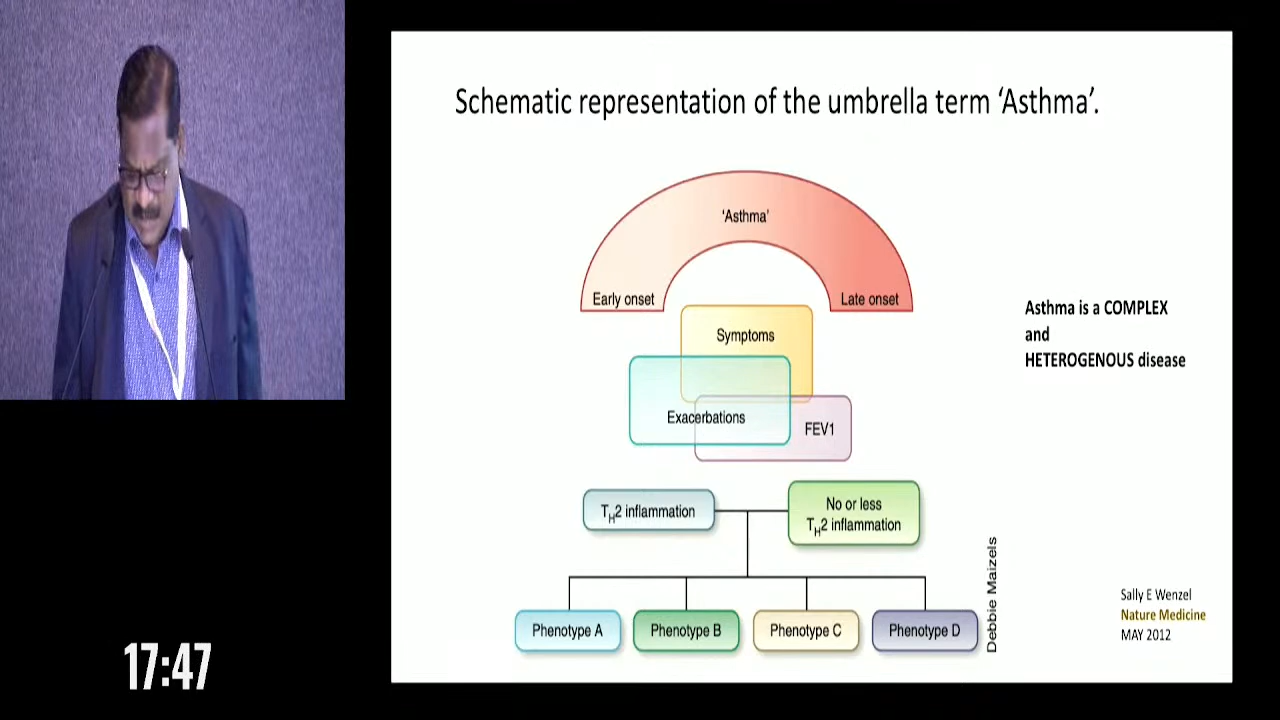 Schematic representation of the umbrella term ‘Asthma’.
‘Asthma’
Early onset
Late onset
Symptoms
Exacerbations
FEV1
Asthma is a COMPLEX
and
HETEROGENOUS disease
TH2 inflammation
No or less
TH2 inflammation
Phenotype A
Phenotype B
Phenotype C
Phenotype D
Debbie Maizels
Sally E Wenzel
Nature Medicine
MAY 2012
17:47